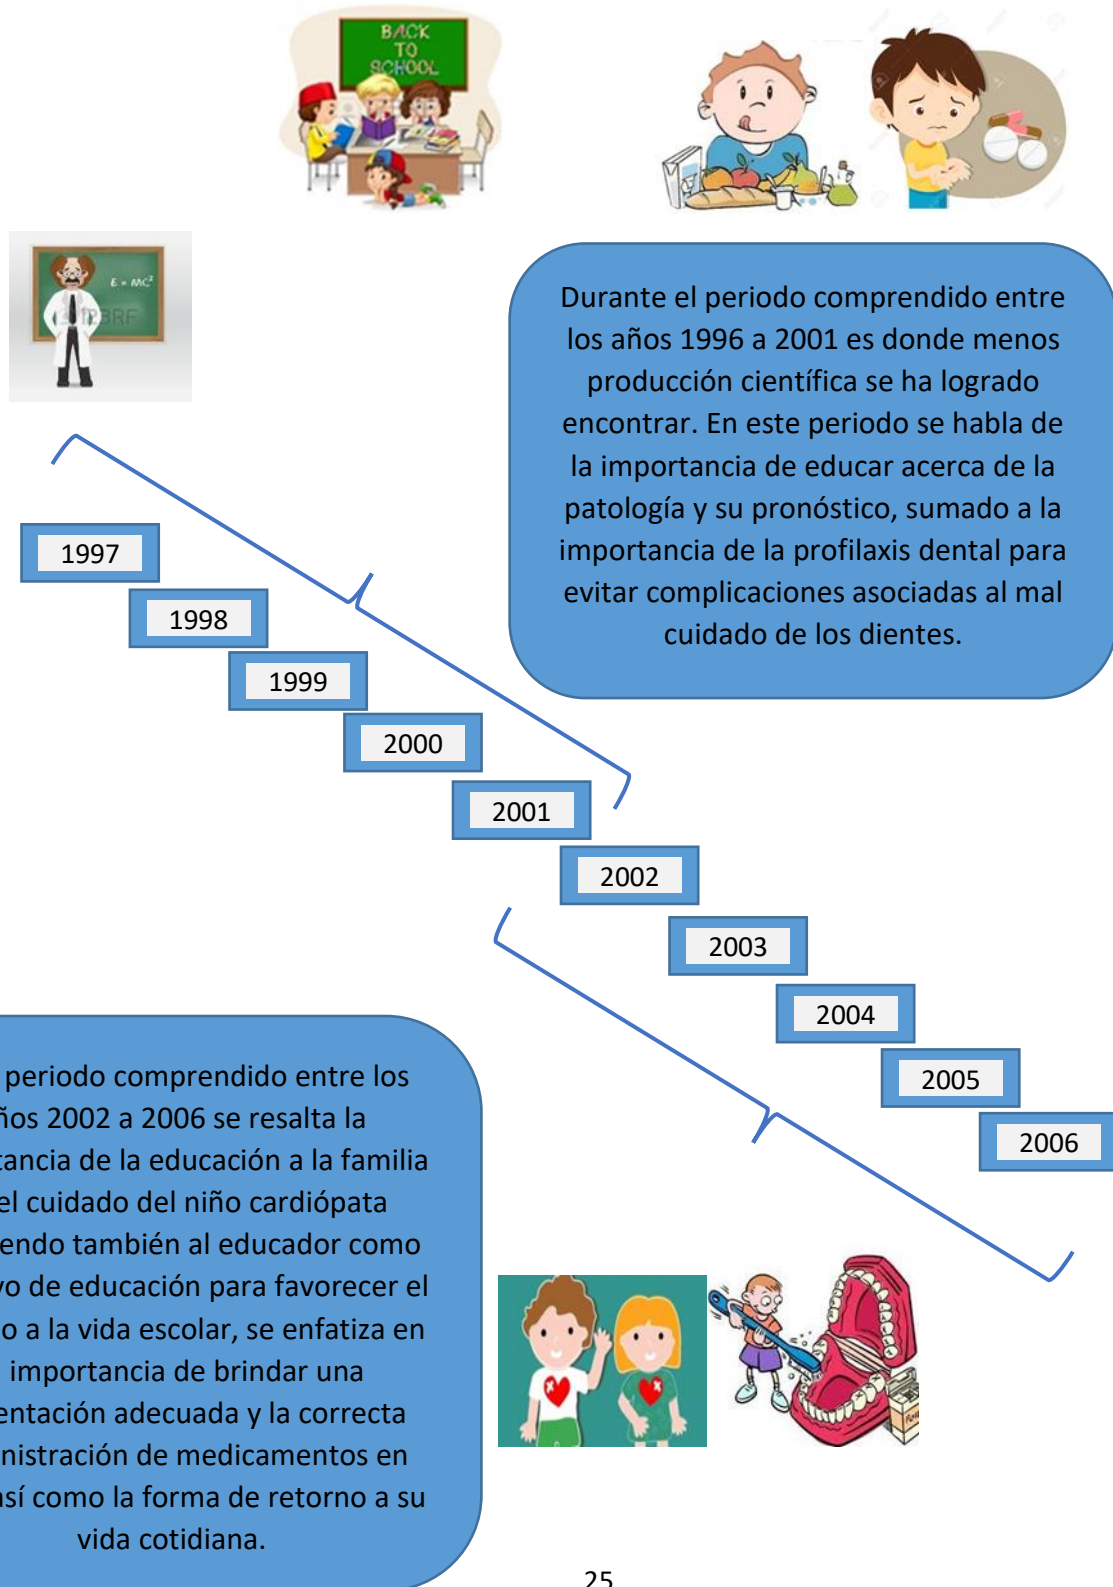 BACK
TO
SCHOOL
E = MC²
123RF
Durante el periodo comprendido entre
los años 1996 a 2001 es donde menos
producción científica se ha logrado
encontrar. En este periodo se habla de
la importancia de educar acerca de la
patología y su pronóstico, sumado a la
importancia de la profilaxis dental para
evitar complicaciones asociadas al mal
cuidado de los dientes.
1997
1998
1999
2000
2001
2002
2003
2004
2005
2006
periodo comprendido entre los
ños 2002 a 2006 se resalta la
tancia de la educación a la familia
el cuidado del niño cardiópata
endo también al educador como
vo de educación para favorecer el
o a la vida escolar, se enfatiza en
importancia de brindar una
entación adecuada y la correcta
nistración de medicamentos en
así como la forma de retorno a su
vida cotidiana.
25